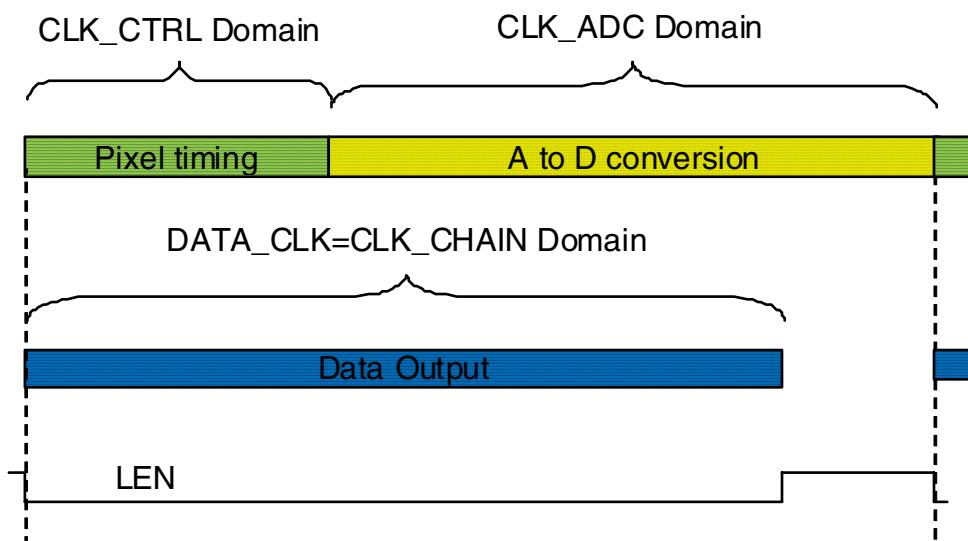 CLK_CTRL Domain
CLK_ADC Domain
Pixel timing
A to D conversion
DATA_CLK=CLK_CHAIN Domain
Data Output
LEN